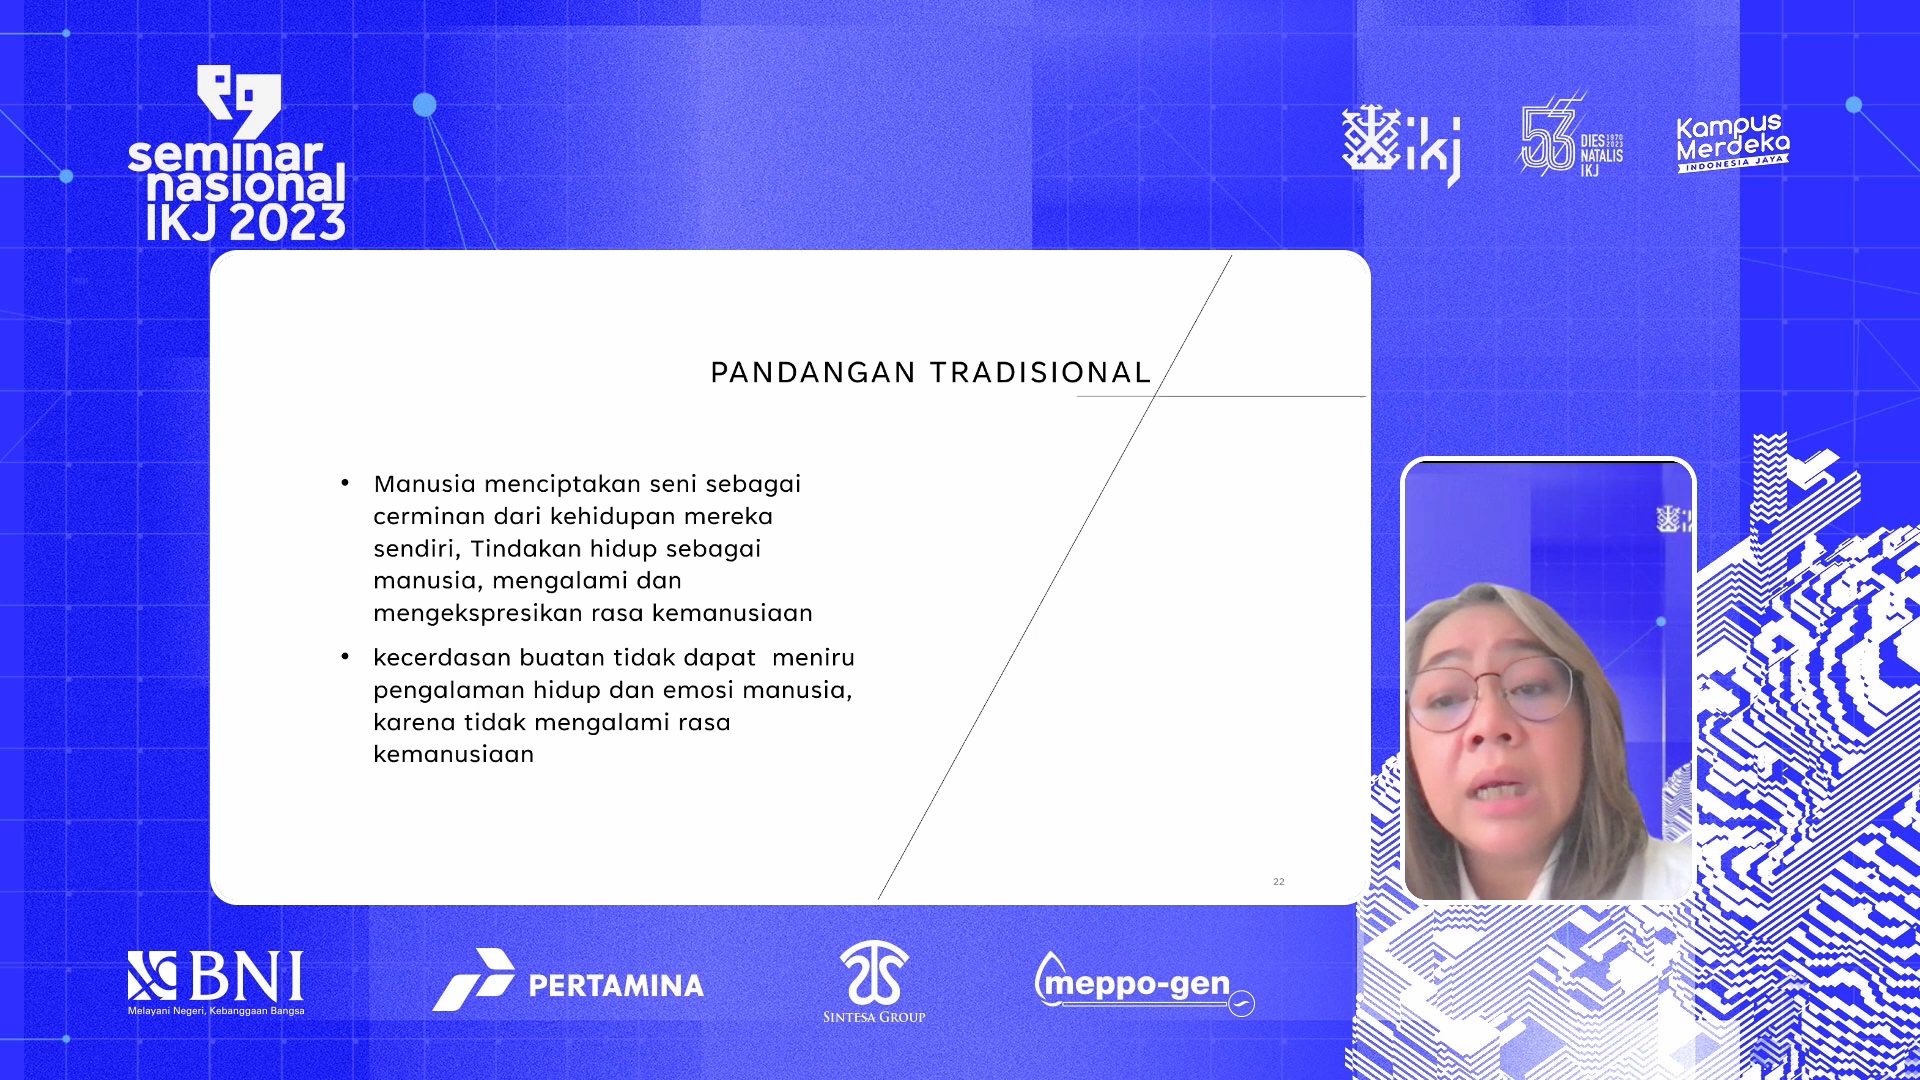 seminar
nasional
IKJ 2023
ikj
53
DIES 1970
2023
NATALIS
IKJ
Kampus
Merdeka
INDONESIA JAYA
PANDANGAN TRADISIONAL
• Manusia menciptakan seni sebagai
cerminan dari kehidupan mereka
sendiri, Tindakan hidup sebagai
manusia, mengalami dan
mengekspresikan rasa kemanusiaan
• kecerdasan buatan tidak dapat  meniru
pengalaman hidup dan emosi manusia,
karena tidak mengalami rasa
kemanusiaan
22
BNI
Melayani Negeri, Kebanggaan Bangsa
PERTAMINA
SINTESA GROUP
meppo-gen